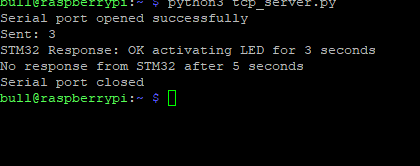 bull@raspberrypi:~ $ python3 tcp_server.py
Serial port opened successfully
Sent: 3
STM32 Response: OK activating LED for 3 seconds
No response from STM32 after 5 seconds
Serial port closed
bull@raspberrypi:~ $